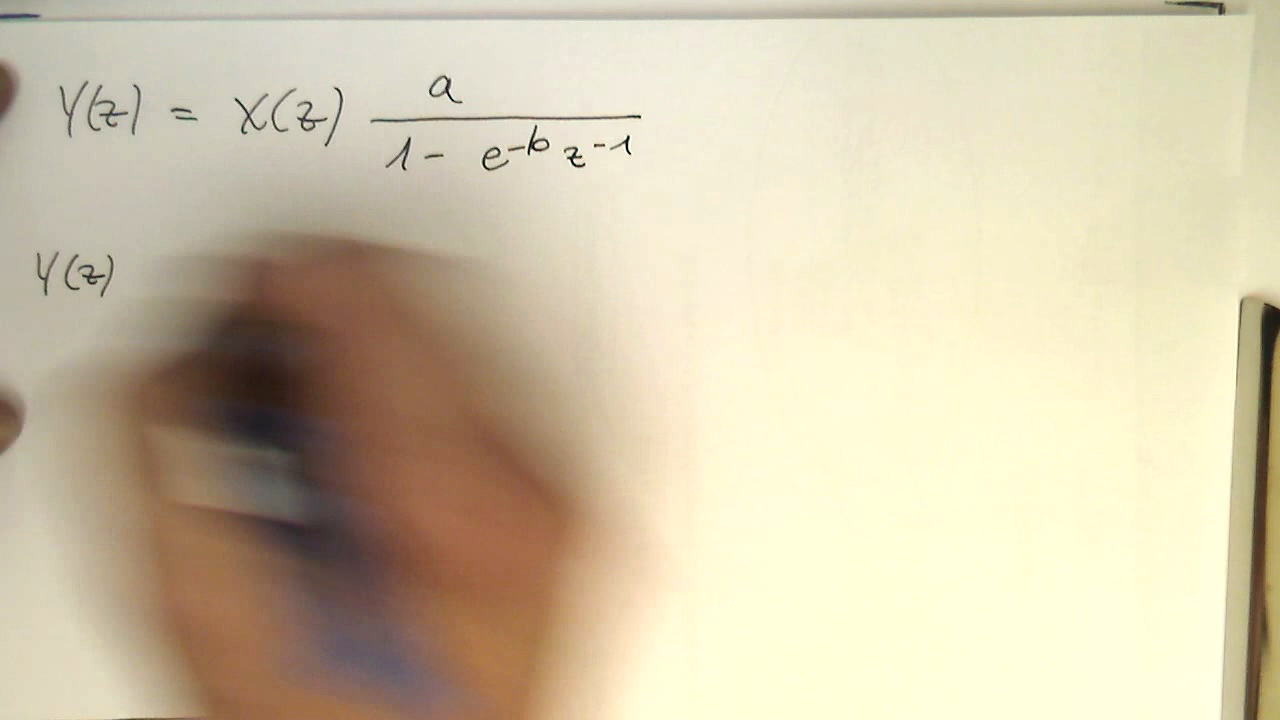 Y(z) = X(z) a / (1 - e^{-b} z^{-1})
Y(z)